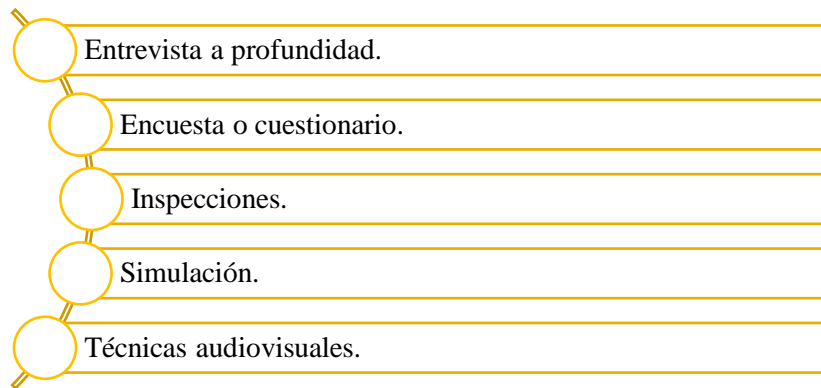 Entrevista a profundidad.
Encuesta o cuestionario.
Inspecciones.
Simulación.
Técnicas audiovisuales.